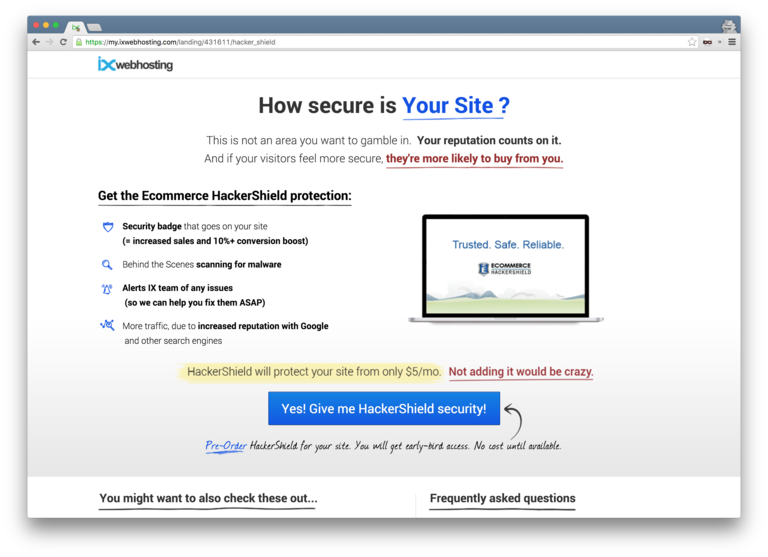 https://my.ixwebhosting.com/landing/431611/hacker_shield
ix webhosting
How secure is Your Site ?
This is not an area you want to gamble in. Your reputation counts on it.
And if your visitors feel more secure, they're more likely to buy from you.
Get the Ecommerce HackerShield protection:
Security badge that goes on your site
(= increased sales and 10%+ conversion boost)
Behind the Scenes scanning for malware
Alerts IX team of any issues
(so we can help you fix them ASAP)
More traffic, due to increased reputation with Google
and other search engines
Trusted. Safe. Reliable.
ECOMMERCE
HACKERSHIELD
HackerShield will protect your site from only $5/mo. Not adding it would be crazy.
Yes! Give me HackerShield security!
Pre-Order HackerShield for your site. You will get early-bird access. No cost until available.
You might want to also check these out...
Frequently asked questions